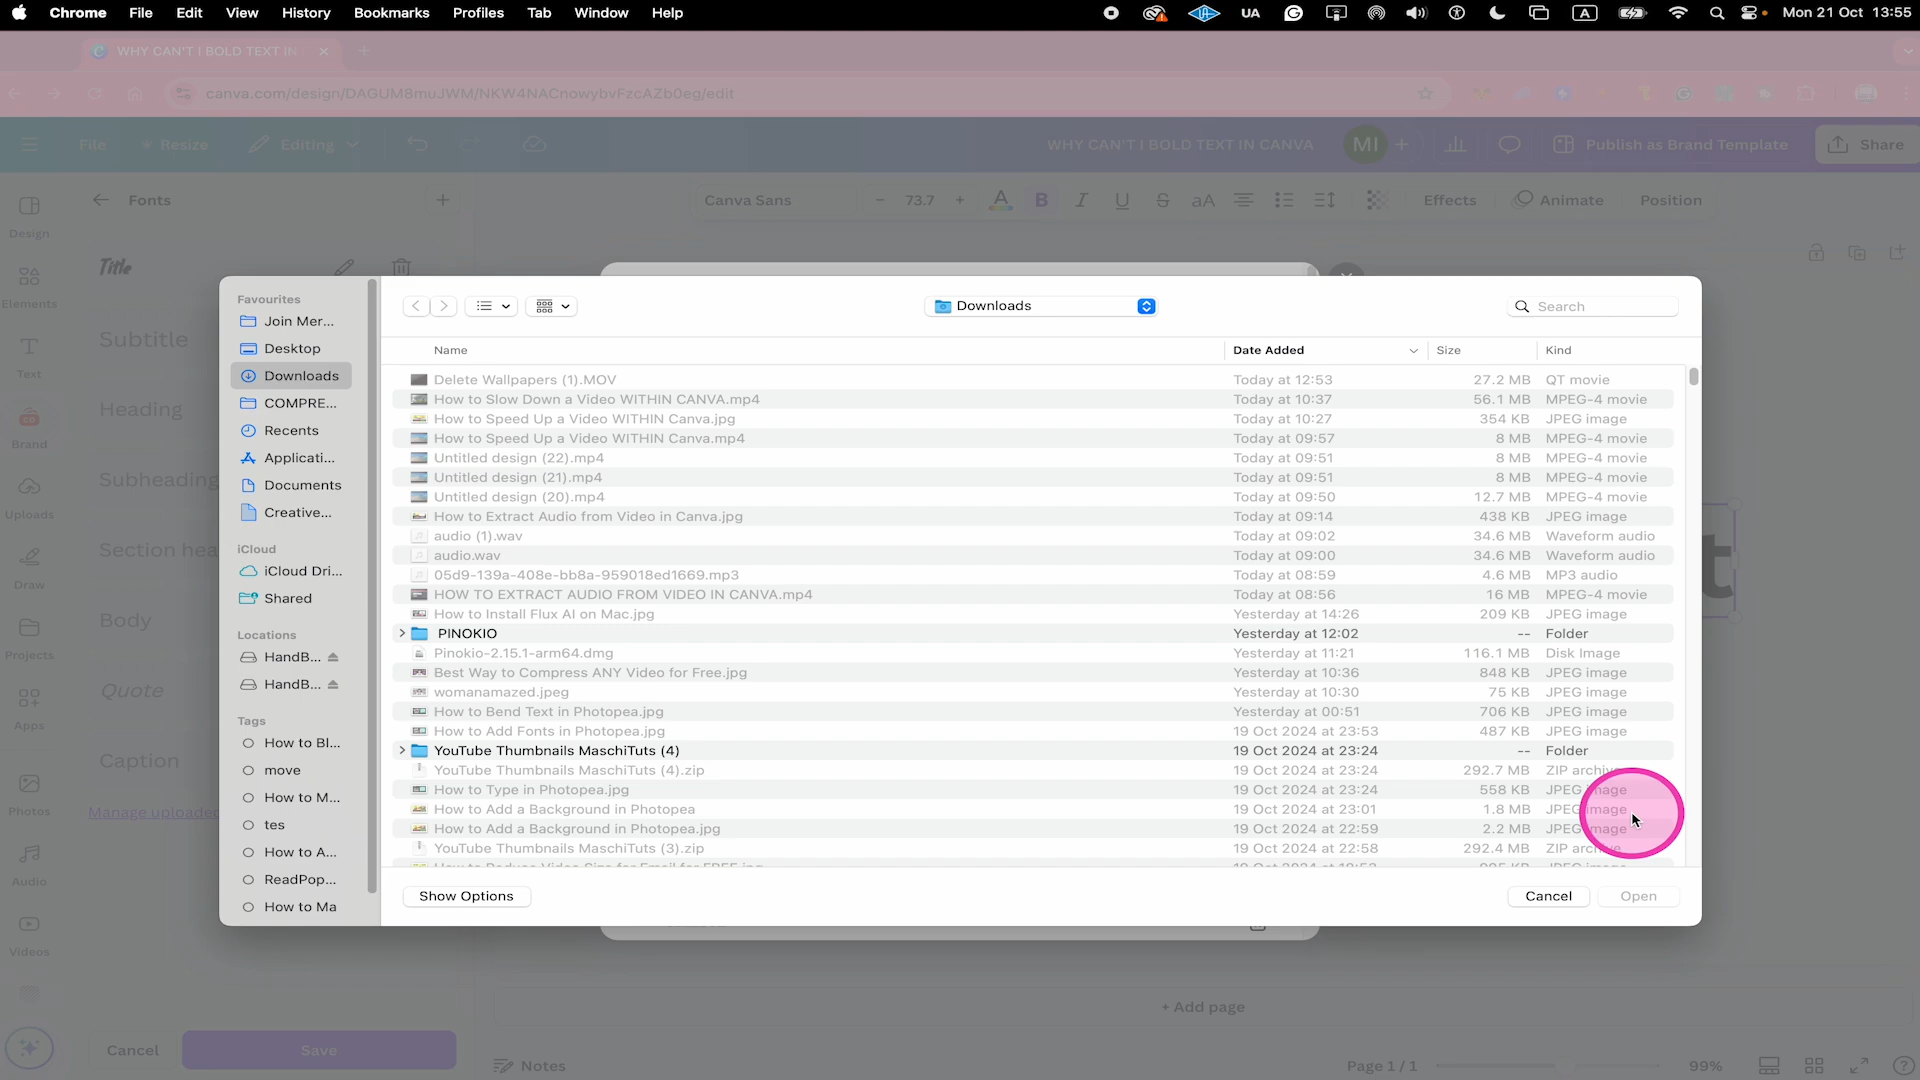 Chrome File Edit View History Bookmarks Profiles Tab Window Help UA A Mon 21 Oct 13:55
WHY CAN'T I BOLD TEXT IN
canva.com/design/DAGUM8muJWM/NKW4NACnowybvFzcAZb0eg/edit
File Resize Editing WHY CAN'T I BOLD TEXT IN CANVA MI + Publish as Brand Template Share
Fonts
Canva Sans - 73.7 + A B I U S aA Effects Animate Position
Design
Elements
Text
Brand
Uploads
Draw
Projects
Apps
Photos
Audio
Videos
Title
Subtitle
Heading
Subheading
Section hea
Body
Quote
Caption
Manage uploaded
Cancel Save
Favourites
Join Mer...
Desktop
Downloads
COMPRE...
Recents
Applicati...
Documents
Creative...
iCloud
iCloud Dri...
Shared
Locations
HandB...
HandB...
Tags
How to Bl...
move
How to M...
tes
How to A...
ReadPop...
How to Ma
Downloads
Search
Name Date Added Size Kind
Delete Wallpapers (1).MOV Today at 12:53 27.2 MB QT movie
How to Slow Down a Video WITHIN CANVA.mp4 Today at 10:37 56.1 MB MPEG-4 movie
How to Speed Up a Video WITHIN Canva.jpg Today at 10:27 354 KB JPEG image
How to Speed Up a Video WITHIN Canva.mp4 Today at 09:57 8 MB MPEG-4 movie
Untitled design (22).mp4 Today at 09:51 8 MB MPEG-4 movie
Untitled design (21).mp4 Today at 09:51 8 MB MPEG-4 movie
Untitled design (20).mp4 Today at 09:50 12.7 MB MPEG-4 movie
How to Extract Audio from Video in Canva.jpg Today at 09:14 438 KB JPEG image
audio (1).wav Today at 09:02 34.6 MB Waveform audio
audio.wav Today at 09:00 34.6 MB Waveform audio
05d9-139a-408e-bb8a-959018ed1669.mp3 Today at 08:59 4.6 MB MP3 audio
HOW TO EXTRACT AUDIO FROM VIDEO IN CANVA.mp4 Today at 08:56 16 MB MPEG-4 movie
How to Install Flux AI on Mac.jpg Yesterday at 14:26 209 KB JPEG image
PINOKIO Yesterday at 12:02 -- Folder
Pinokio-2.15.1-arm64.dmg Yesterday at 11:21 116.1 MB Disk Image
Best Way to Compress ANY Video for Free.jpg Yesterday at 10:36 848 KB JPEG image
womanamazed.jpeg Yesterday at 10:30 75 KB JPEG image
How to Bend Text in Photopea.jpg Yesterday at 00:51 706 KB JPEG image
How to Add Fonts in Photopea.jpg 19 Oct 2024 at 23:53 487 KB JPEG image
YouTube Thumbnails MaschiTuts (4) 19 Oct 2024 at 23:24 -- Folder
YouTube Thumbnails MaschiTuts (4).zip 19 Oct 2024 at 23:24 292.7 MB ZIP archive
How to Type in Photopea.jpg 19 Oct 2024 at 23:24 558 KB JPEG image
How to Add a Background in Photopea 19 Oct 2024 at 23:01 1.8 MB JPEG image
How to Add a Background in Photopea.jpg 19 Oct 2024 at 22:59 2.2 MB JPEG image
YouTube Thumbnails MaschiTuts (3).zip 19 Oct 2024 at 22:58 292.4 MB ZIP archive
Show Options Cancel Open
t
+ Add page
Notes Page 1 / 1 99%